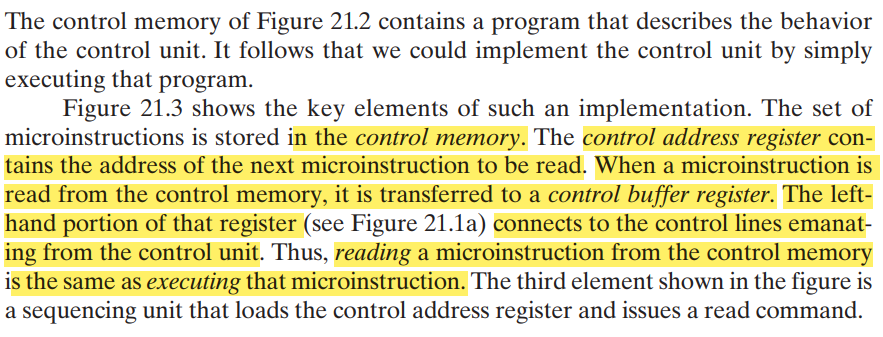 The control memory of Figure 21.2 contains a program that describes the behavior
of the control unit. It follows that we could implement the control unit by simply
executing that program.
Figure 21.3 shows the key elements of such an implementation. The set of
microinstructions is stored in the control memory. The control address register con-
tains the address of the next microinstruction to be read. When a microinstruction is
read from the control memory, it is transferred to a control buffer register. The left-
hand portion of that register (see Figure 21.1a) connects to the control lines emanat-
ing from the control unit. Thus, reading a microinstruction from the control memory
is the same as executing that microinstruction. The third element shown in the figure is
a sequencing unit that loads the control address register and issues a read command.